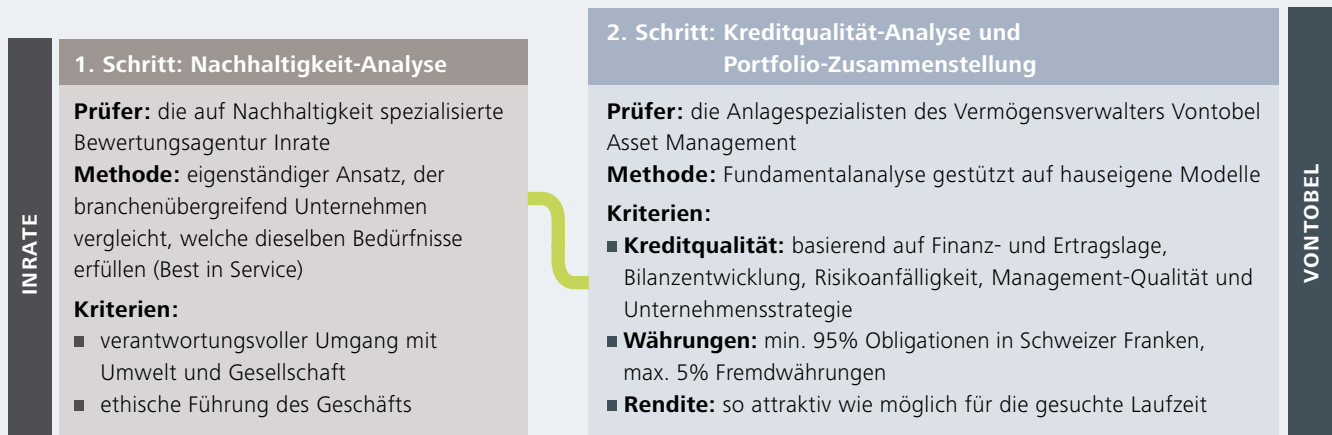 INRATE
1. Schritt: Nachhaltigkeit-Analyse
Prüfer: die auf Nachhaltigkeit spezialisierte
Bewertungsagentur Inrate
Methode: eigenständiger Ansatz, der
branchenübergreifend Unternehmen
vergleicht, welche dieselben Bedürfnisse
erfüllen (Best in Service)
Kriterien:
■ verantwortungsvoller Umgang mit
Umwelt und Gesellschaft
■ ethische Führung des Geschäfts
2. Schritt: Kreditqualität-Analyse und
Portfolio-Zusammenstellung
Prüfer: die Anlagespezialisten des Vermögensverwalters Vontobel
Asset Management
Methode: Fundamentalanalyse gestützt auf hauseigene Modelle
Kriterien:
■ Kreditqualität: basierend auf Finanz- und Ertragslage,
Bilanzentwicklung, Risikoanfälligkeit, Management-Qualität und
Unternehmensstrategie
■ Währungen: min. 95% Obligationen in Schweizer Franken,
max. 5% Fremdwährungen
■ Rendite: so attraktiv wie möglich für die gesuchte Laufzeit
VONTOBEL